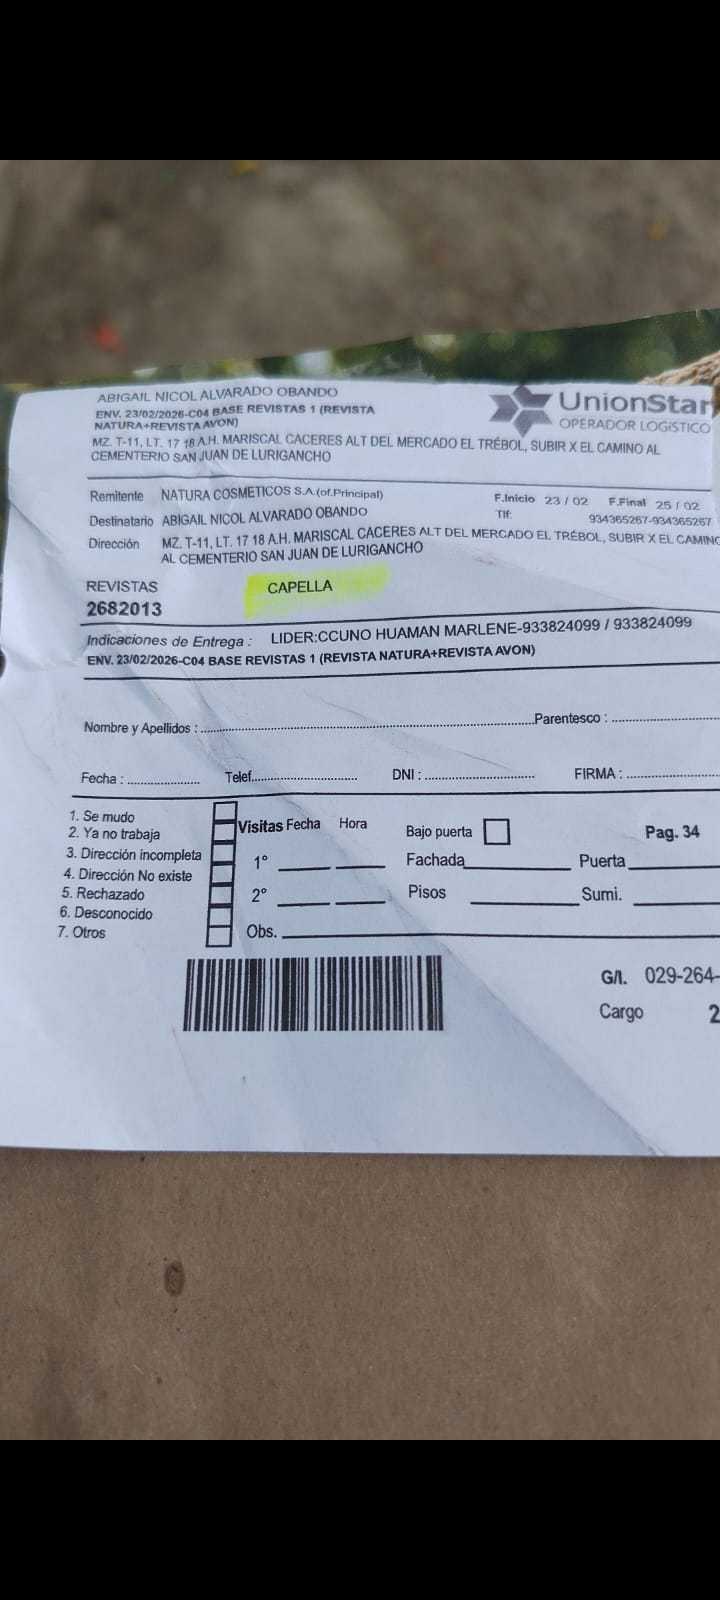 ABIGAIL NICOL ALVARADO OBANDO
ENV. 23/02/2026-C04 BASE REVISTAS 1 (REVISTA
NATURA+REVISTA AVON)
MZ. T-11, LT. 17 18 A.H. MARISCAL CACERES ALT DEL MERCADO EL TRÉBOL, SUBIR X EL CAMINO AL
CEMENTERIO SAN JUAN DE LURIGANCHO
UnionStar
OPERADOR LOGÍSTICO
Remitente NATURA COSMETICOS S.A.(of.Principal) F.Inicio 23 / 02 F.Final 25 / 02
Destinatario ABIGAIL NICOL ALVARADO OBANDO Tlf: 934365267-934365267
Dirección MZ. T-11, LT. 17 18 A.H. MARISCAL CACERES ALT DEL MERCADO EL TRÉBOL, SUBIR X EL CAMINO
AL CEMENTERIO SAN JUAN DE LURIGANCHO
REVISTAS CAPELLA
2682013
Indicaciones de Entrega : LIDER:CCUNO HUAMAN MARLENE-933824099 / 933824099
ENV. 23/02/2026-C04 BASE REVISTAS 1 (REVISTA NATURA+REVISTA AVON)
Nombre y Apellidos : Parentesco :
Fecha : Telef. DNI : FIRMA :
1. Se mudo
2. Ya no trabaja
3. Dirección incompleta
4. Dirección No existe
5. Rechazado
6. Desconocido
7. Otros
Visitas Fecha Hora
1°
2°
Obs.
Bajo puerta Pag. 34
Fachada Puerta
Pisos Sumi.
G/I. 029-264-
Cargo 2